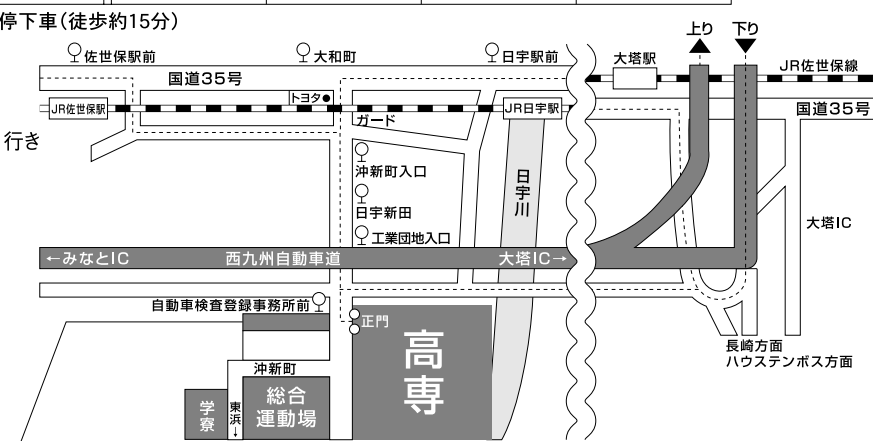 停下車(徒歩約15分)
上り
下り
佐世保駅前
大和町
日宇駅前
大塔駅
JR佐世保線
国道35号
トヨタ●
JR佐世保駅
JR日宇駅
国道35号
ガード
行き
沖新町入口
日宇川
日宇新田
大塔IC
工業団地入口
←みなとIC
西九州自動車道
大塔IC→
自動車検査登録事務所前
正門
高専
長崎方面
ハウステンボス方面
沖新町
総合
運動場
学寮
東浜→